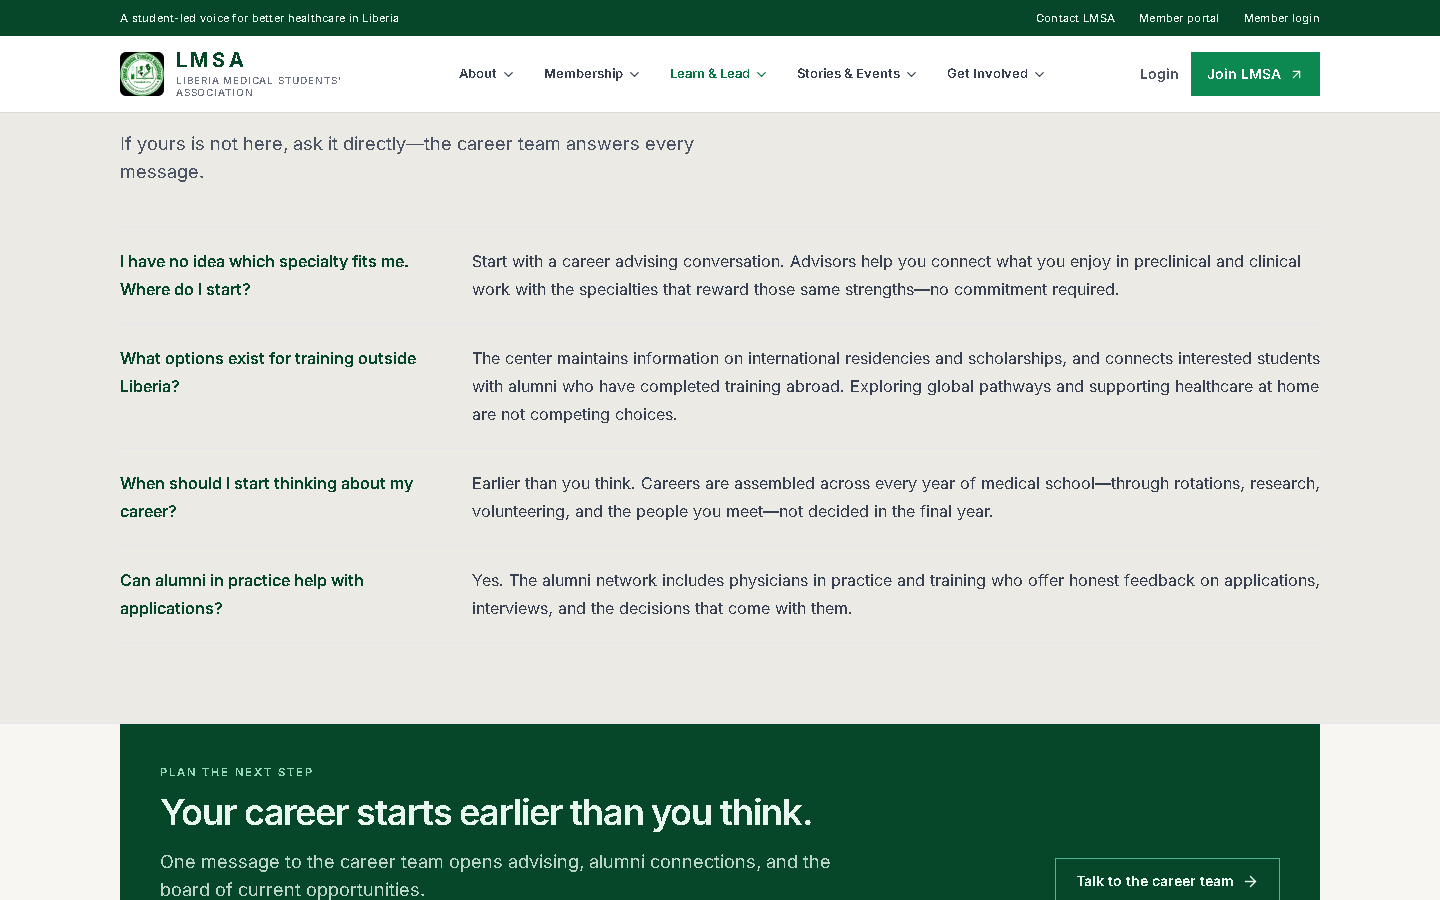 A student-led voice for better healthcare in Liberia
Contact LMSA
Member portal
Member login
LMSA
LIBERIA MEDICAL STUDENTS'
ASSOCIATION
About
Membership
Learn & Lead
Stories & Events
Get Involved
Login
Join LMSA
If yours is not here, ask it directly—the career team answers every
message.
I have no idea which specialty fits me.
Where do I start?
Start with a career advising conversation. Advisors help you connect what you enjoy in preclinical and clinical
work with the specialties that reward those same strengths—no commitment required.
What options exist for training outside
Liberia?
The center maintains information on international residencies and scholarships, and connects interested students
with alumni who have completed training abroad. Exploring global pathways and supporting healthcare at home
are not competing choices.
When should I start thinking about my
career?
Earlier than you think. Careers are assembled across every year of medical school—through rotations, research,
volunteering, and the people you meet—not decided in the final year.
Can alumni in practice help with
applications?
Yes. The alumni network includes physicians in practice and training who offer honest feedback on applications,
interviews, and the decisions that come with them.
PLAN THE NEXT STEP
Your career starts earlier than you think.
One message to the career team opens advising, alumni connections, and the
board of current opportunities.
Talk to the career team